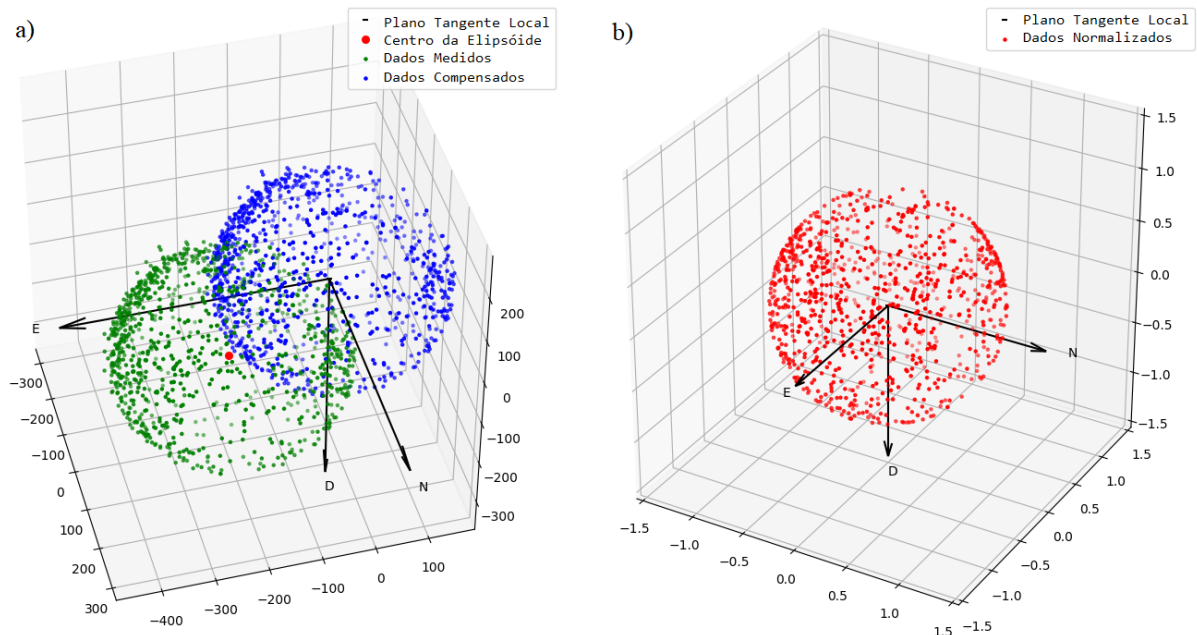 a)
Plano Tangente Local
Centro da Elipsóide
Dados Medidos
Dados Compensados
E
D
N
−300
−200
−100
0
100
200
300
−400
−300
−200
−100
0
100
200
100
0
−100
−200
−300
b)
Plano Tangente Local
Dados Normalizados
N
E
D
1.5
1.0
0.5
0.0
−0.5
−1.0
−1.5
−1.5
−1.0
−0.5
0.0
0.5
1.0
1.5
1.5
1.0
0.5
0.0
−0.5
−1.0
−1.5